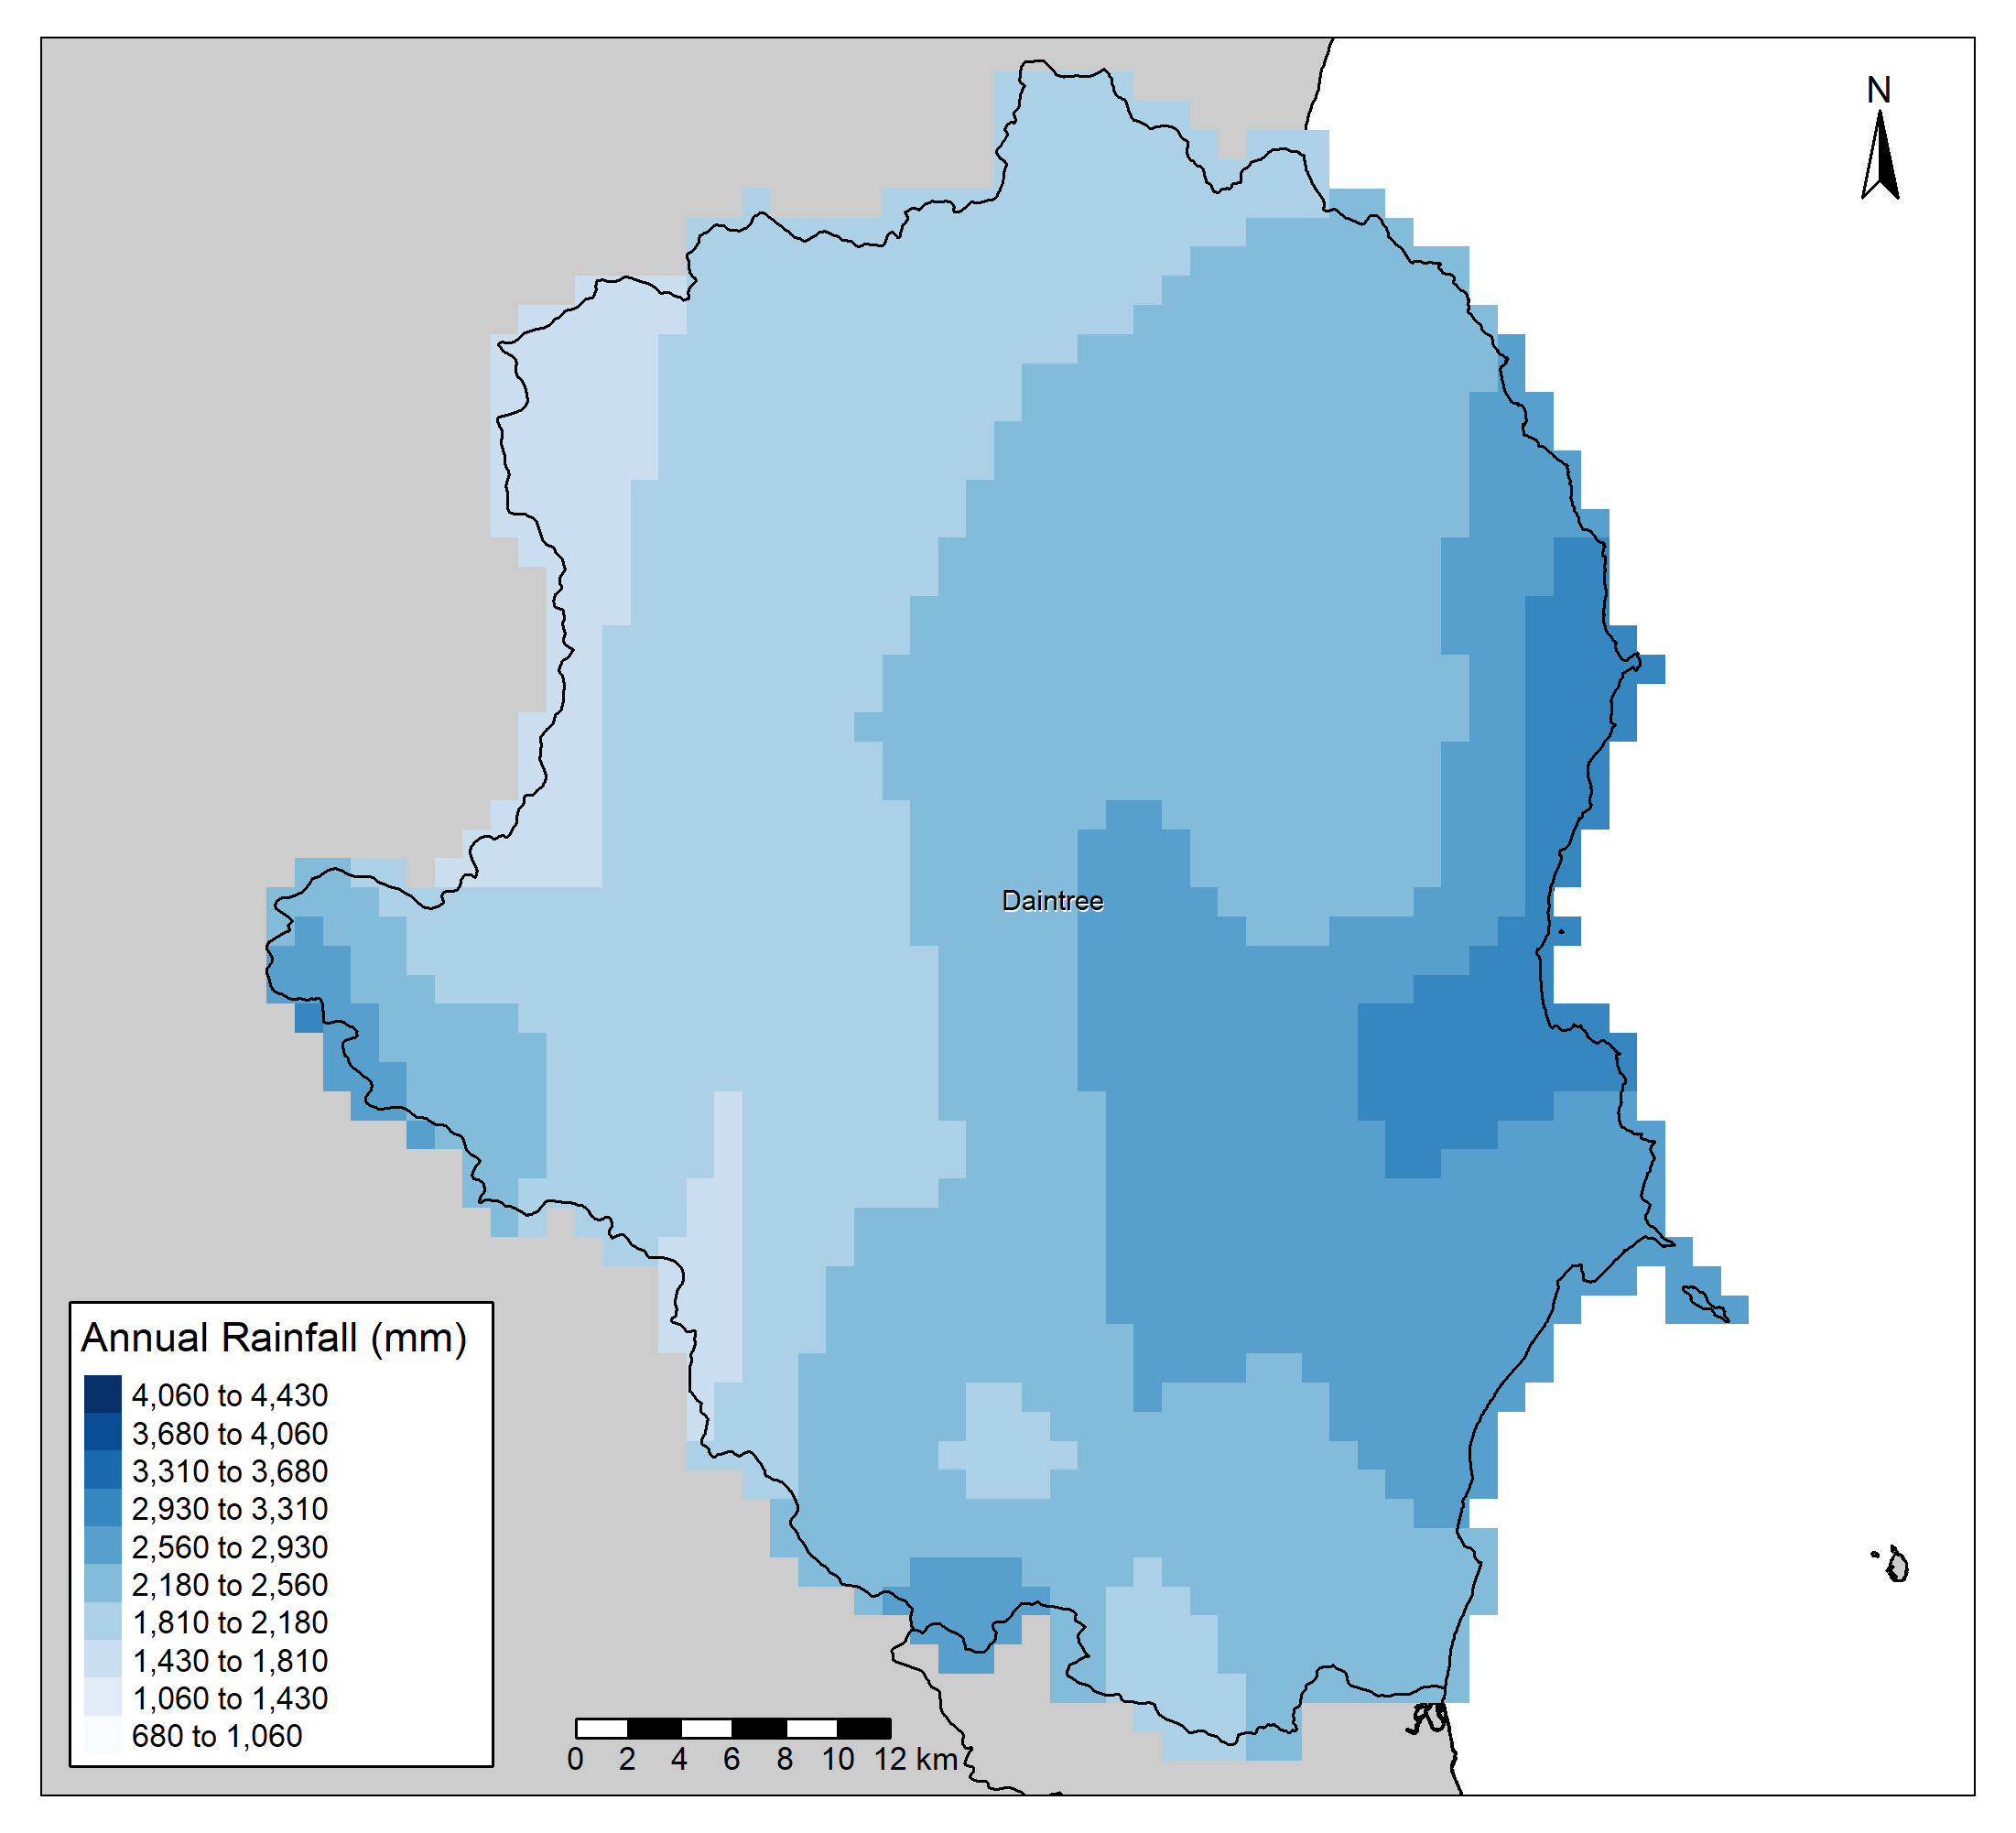 N
Daintree
Annual Rainfall (mm)
4,060 to 4,430
3,680 to 4,060
3,310 to 3,680
2,930 to 3,310
2,560 to 2,930
2,180 to 2,560
1,810 to 2,180
1,430 to 1,810
1,060 to 1,430
680 to 1,060
0 2 4 6 8 10 12 km